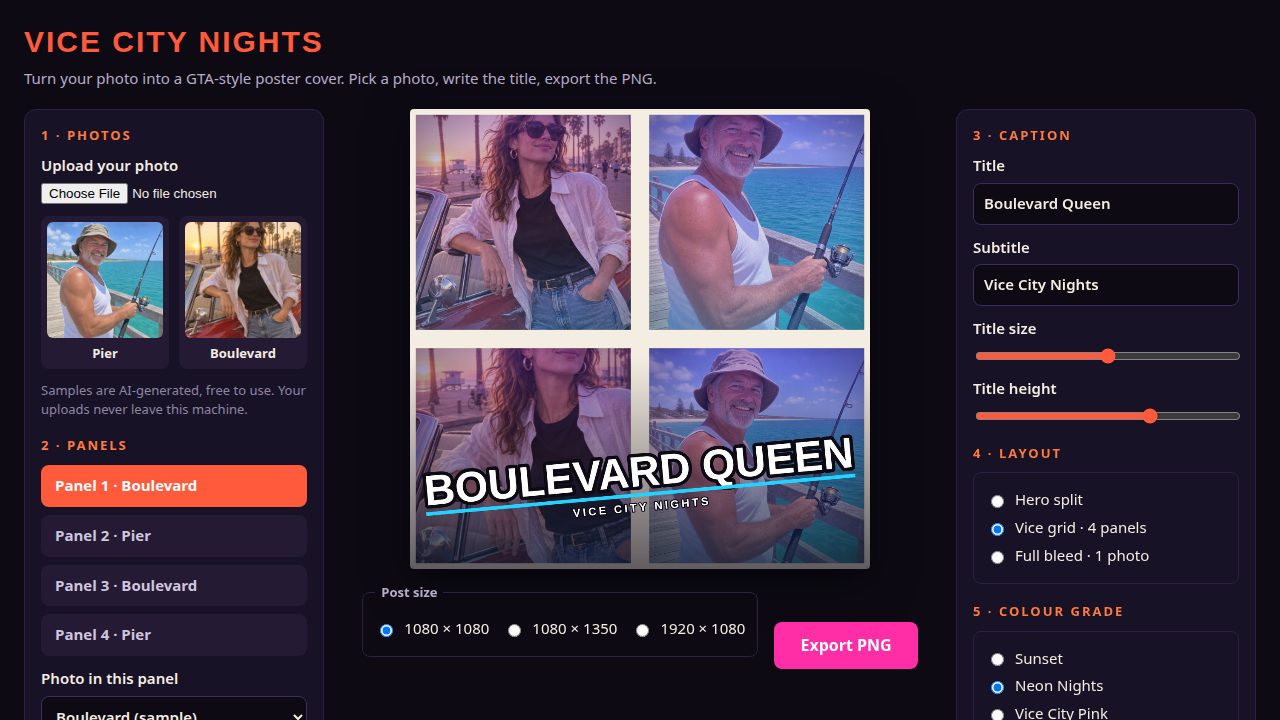 VICE CITY NIGHTS
Turn your photo into a GTA-style poster cover. Pick a photo, write the title, export the PNG.
1 · PHOTOS
Upload your photo
Choose File No file chosen
Pier
Boulevard
Samples are AI-generated, free to use. Your
uploads never leave this machine.
2 · PANELS
Panel 1 · Boulevard
Panel 2 · Pier
Panel 3 · Boulevard
Panel 4 · Pier
Photo in this panel
Boulevard (sample)
BOULEVARD QUEEN
VICE CITY NIGHTS
Post size
1080 × 1080
1080 × 1350
1920 × 1080
Export PNG
3 · CAPTION
Title
Boulevard Queen
Subtitle
Vice City Nights
Title size
Title height
4 · LAYOUT
Hero split
Vice grid · 4 panels
Full bleed · 1 photo
5 · COLOUR GRADE
Sunset
Neon Nights
Vice City Pink